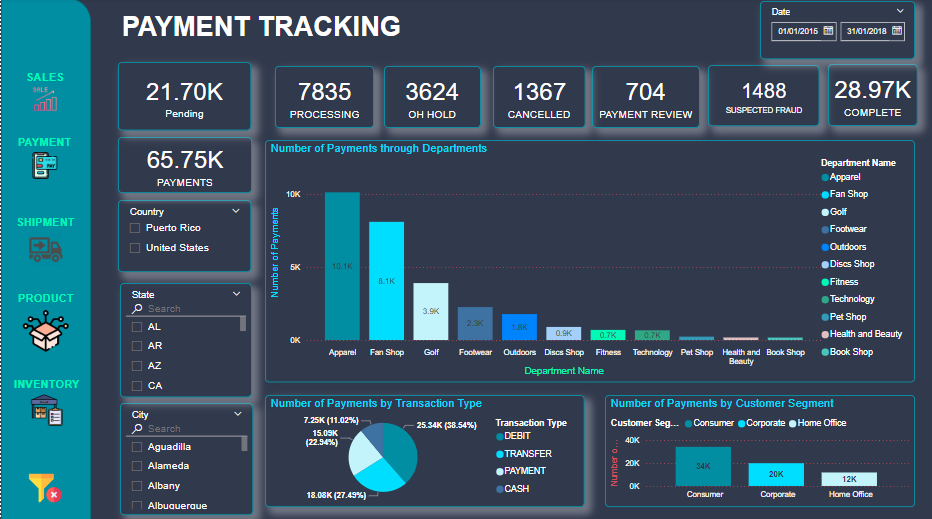 PAYMENT TRACKING
Date
01/01/2015
31/01/2018
SALES
SALE
PAYMENT
PAY
SHIPMENT
PRODUCT
INVENTORY
21.70K
Pending
7835
PROCESSING
3624
OH HOLD
1367
CANCELLED
704
PAYMENT REVIEW
1488
SUSPECTED FRAUD
28.97K
COMPLETE
65.75K
PAYMENTS
Country
Puerto Rico
United States
State
Search
AL
AR
AZ
CA
City
Search
Aguadilla
Alameda
Albany
Albuquerque
Number of Payments through Departments
Number of Payments
10K
5K
0K
10.1K
8.1K
3.9K
2.3K
1.8K
0.9K
0.7K
0.7K
Apparel
Fan Shop
Golf
Footwear
Outdoors
Discs Shop
Fitness
Technology
Pet Shop
Health and
Beauty
Book Shop
Department Name
Department Name
Apparel
Fan Shop
Golf
Footwear
Outdoors
Discs Shop
Fitness
Technology
Pet Shop
Health and Beauty
Book Shop
Number of Payments by Transaction Type
7.25K (11.02%)
15.09K
(22.94%)
25.34K (38.54%)
18.08K (27.49%)
Transaction Type
DEBIT
TRANSFER
PAYMENT
CASH
Number of Payments by Customer Segment
Customer Seg...
Consumer
Corporate
Home Office
Number o...
40K
20K
0K
34K
20K
12K
Consumer
Corporate
Home Office